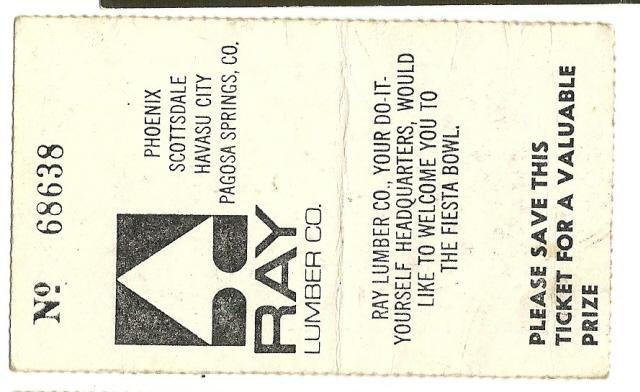 Nº 68638
PHOENIX
SCOTTSDALE
HAVASU CITY
PAGOSA SPRINGS, CO.
RAY
LUMBER CO.
RAY LUMBER CO., YOUR DO-IT-
YOURSELF HEADQUARTERS, WOULD
LIKE TO WELCOME YOU TO
THE FIESTA BOWL.
PLEASE SAVE THIS
TICKET FOR A VALUABLE
PRIZE